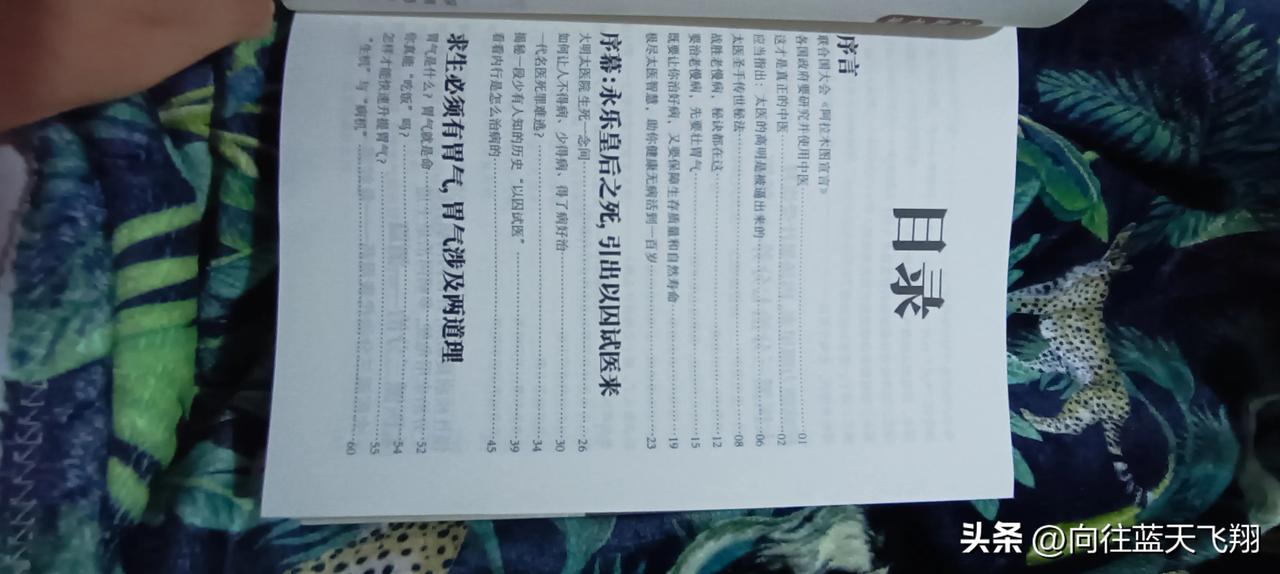 目录
序言
联合国大会《阿拉木图宣言》
各国政府要研究并使用中医……01
这才是真正的中医……02
应当指出：太医的高明是被逼出来的……06
太医圣手传世秘法……08
战胜老慢病，秘诀都在这……12
要治老慢病，先要壮胃气……15
既要让你治好病，又要保障生存质量和自然寿命……19
极尽太医智慧，助你健康无病活到一百岁……23
序幕：永乐皇后之死，引出以囚试医来
大明太医院 生死一念间……26
如何让人不得病、少得病、得了病好治……30
一代名医死罪难逃？……34
揭秘一段少有人知的历史“以囚试医”……39
看看内行是怎么治病的……45
求生必须有胃气，胃气涉及两道理
胃气是什么？胃气就是命……52
你真能“吃饭”吗？……54
怎样才能快速升提胃气？……55
“生机”与“病机”……60
头条 @向往蓝天飞翔